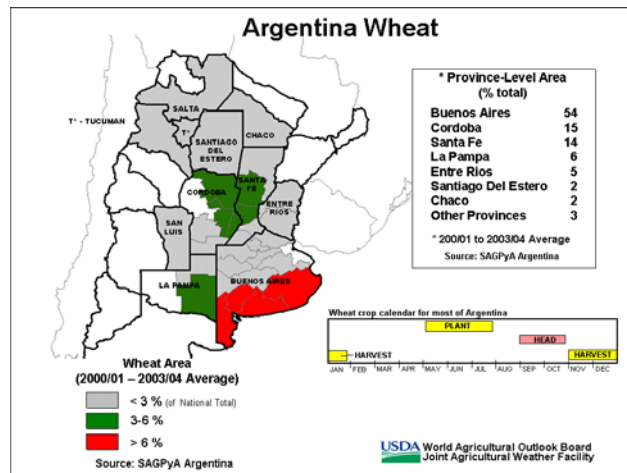 Argentina Wheat
* Province-Level Area
(% total)
Buenos Aires 54
Cordoba 15
Santa Fe 14
La Pampa 6
Entre Rios 5
Santiago Del Estero 2
Chaco 2
Other Provinces 3
* 2000/01 to 2003/04 Average
Source: SAGPyA Argentina
SALTA
T* - TUCUMAN
T*
CHACO
SANTIAGO
DEL
ESTERO
CORDOBA
SANTA
FE
ENTRE
RIOS
SAN
LUIS
LA PAMPA
BUENOS AIRES
Wheat crop calendar for most of Argentina
PLANT
HEAD
HARVEST
HARVEST
JAN FEB MAR APR MAY JUN JUL AUG SEP OCT NOV DEC
Wheat Area
(2000/01 – 2003/04 Average)
< 3 % (of National Total)
3-6 %
> 6 %
Source: SAGPyA Argentina
USDA World Agricultural Outlook Board
Joint Agricultural Weather Facility